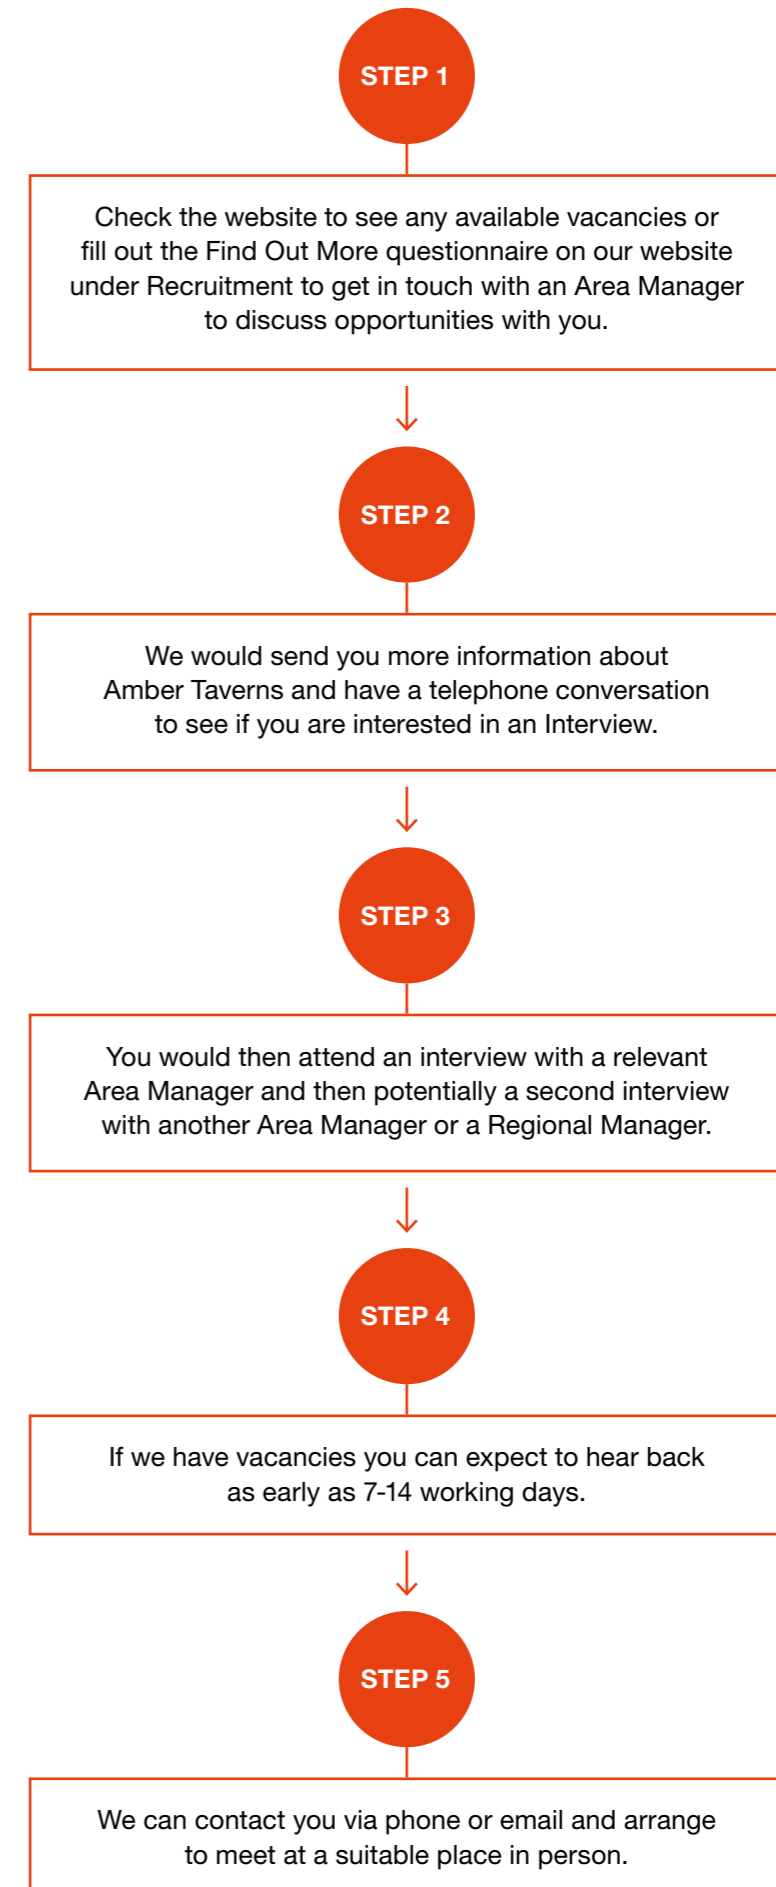 STEP 1
Check the website to see any available vacancies or
fill out the Find Out More questionnaire on our website
under Recruitment to get in touch with an Area Manager
to discuss opportunities with you.
STEP 2
We would send you more information about
Amber Taverns and have a telephone conversation
to see if you are interested in an Interview.
STEP 3
You would then attend an interview with a relevant
Area Manager and then potentially a second interview
with another Area Manager or a Regional Manager.
STEP 4
If we have vacancies you can expect to hear back
as early as 7-14 working days.
STEP 5
We can contact you via phone or email and arrange
to meet at a suitable place in person.